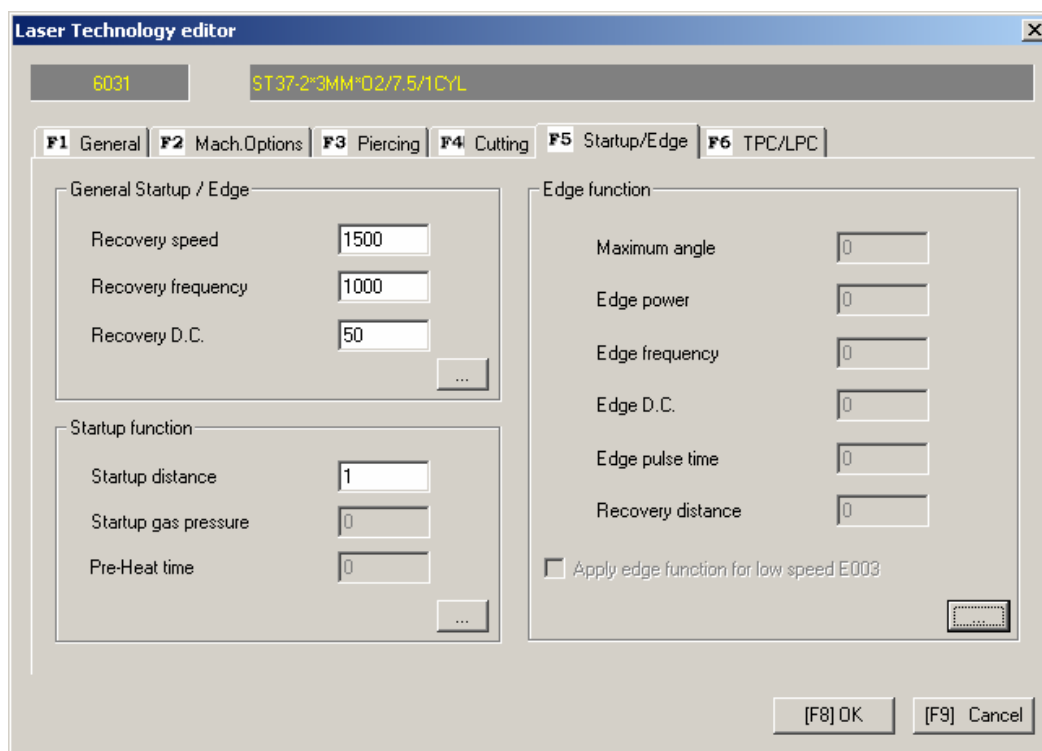 Laser Technology editor
6031
ST37-2*3MM*O2/7.5/1CYL
F1 General
F2 Mach.Options
F3 Piercing
F4 Cutting
F5 Startup/Edge
F6 TPC/LPC
General Startup / Edge
Recovery speed 1500
Recovery frequency 1000
Recovery D.C. 50
...
Startup function
Startup distance 1
Startup gas pressure 0
Pre-Heat time 0
...
Edge function
Maximum angle 0
Edge power 0
Edge frequency 0
Edge D.C. 0
Edge pulse time 0
Recovery distance 0
Apply edge function for low speed E003
...
[F8] OK
[F9] Cancel